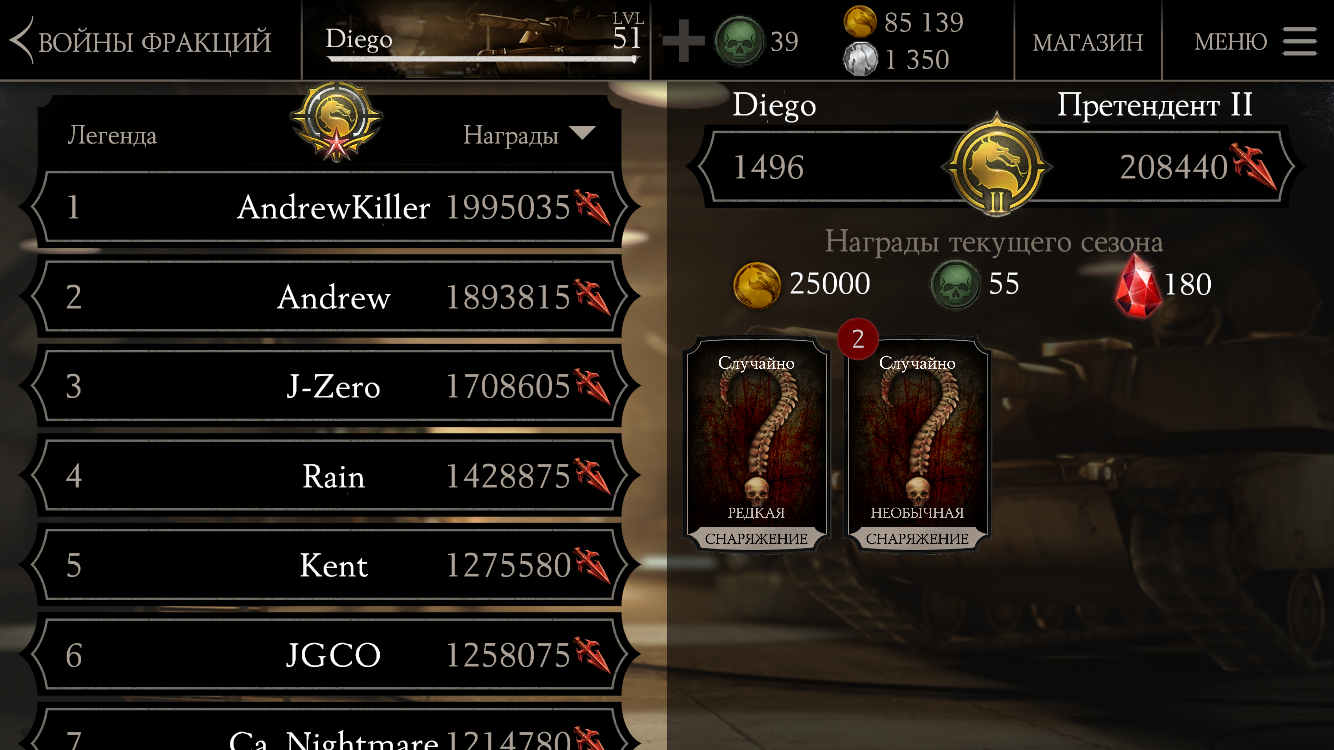 ВОЙНЫ ФРАКЦИЙ
Diego
LVL
51
39
85 139
1 350
МАГАЗИН
МЕНЮ
Легенда
Награды
1 AndrewKiller 1995035
2 Andrew 1893815
3 J-Zero 1708605
4 Rain 1428875
5 Kent 1275580
6 JGCO 1258075
7 Ca_Nightmare 1214780
Diego Претендент II
1496 II 208440
Награды текущего сезона
25000 55 180
2
Случайно
РЕДКАЯ
СНАРЯЖЕНИЕ
Случайно
НЕОБЫЧНАЯ
СНАРЯЖЕНИЕ